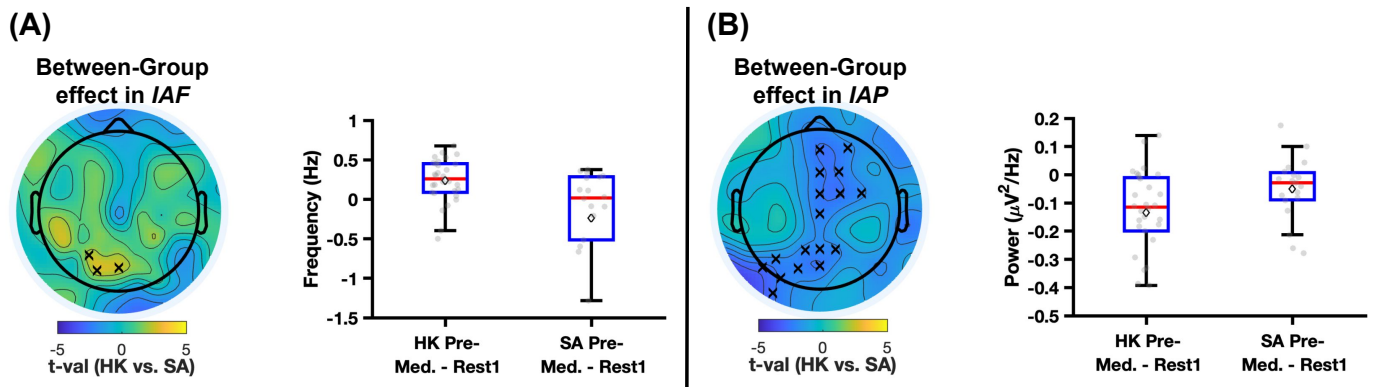 (A)
Between-Group
effect in IAF
-5 0 5
t-val (HK vs. SA)
Frequency (Hz)
1
0.5
0
-0.5
-1
-1.5
HK Pre-
Med. - Rest1
SA Pre-
Med. - Rest1
(B)
Between-Group
effect in IAP
-5 0 5
t-val (HK vs. SA)
Power (μV²/Hz)
0.2
0.1
0
-0.1
-0.2
-0.3
-0.4
-0.5
HK Pre-
Med. - Rest1
SA Pre-
Med. - Rest1